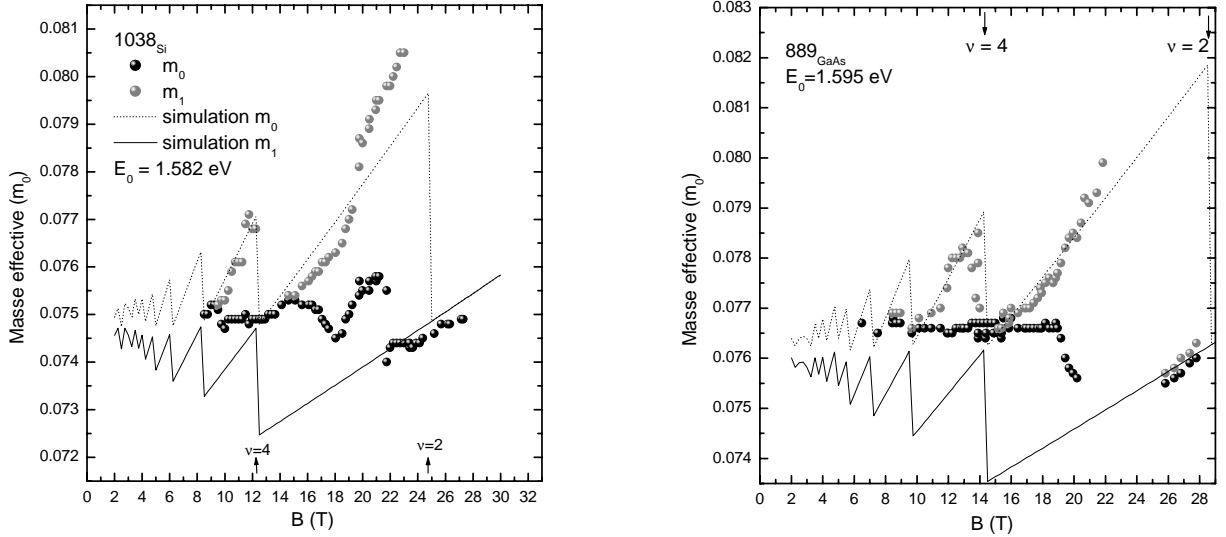 0.081
0.080
0.079
0.078
0.077
0.076
0.075
0.074
0.073
0.072
Masse effective (m0)
1038Si
m0
m1
simulation m0
simulation m1
E0 = 1.582 eV
ν=4
ν=2
0 2 4 6 8 10 12 14 16 18 20 22 24 26 28 30 32
B (T)
0.083
0.082
0.081
0.080
0.079
0.078
0.077
0.076
0.075
0.074
Masse effective (m0)
889GaAs
E0=1.595 eV
ν = 4
ν = 2
0 2 4 6 8 10 12 14 16 18 20 22 24 26 28
B (T)